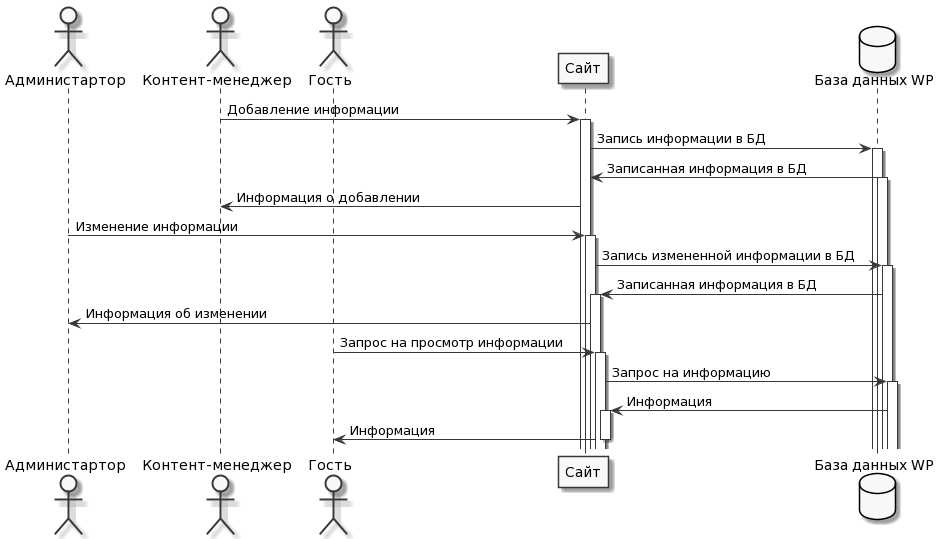 Администартор
Контент-менеджер
Гость
Сайт
База данных WP
Добавление информации
Запись информации в БД
Записанная информация в БД
Информация о добавлении
Изменение информации
Запись измененной информации в БД
Записанная информация в БД
Информация об изменении
Запрос на просмотр информации
Запрос на информацию
Информация
Информация
Администартор
Контент-менеджер
Гость
Сайт
База данных WP